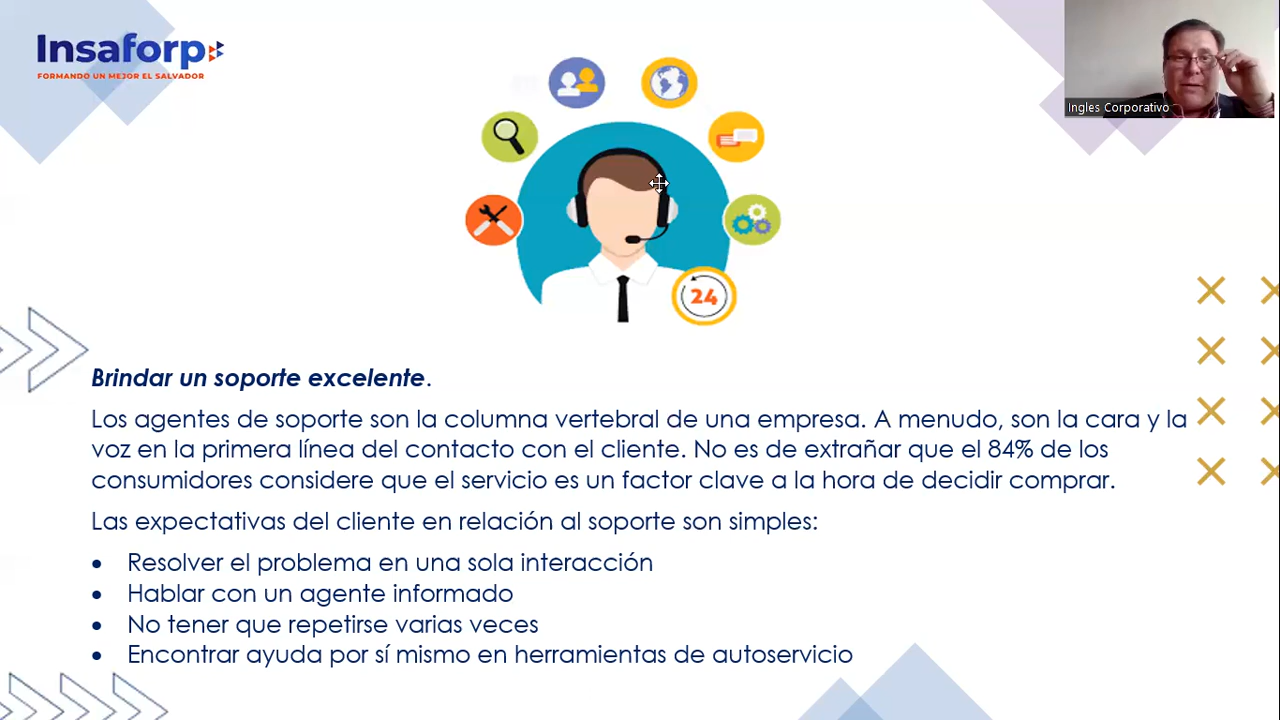 Insaforp
FORMANDO UN MEJOR EL SALVADOR
Ingles Corporativo
24
Brindar un soporte excelente.
Los agentes de soporte son la columna vertebral de una empresa. A menudo, son la cara y la
voz en la primera línea del contacto con el cliente. No es de extrañar que el 84% de los
consumidores considere que el servicio es un factor clave a la hora de decidir comprar.
Las expectativas del cliente en relación al soporte son simples:
• Resolver el problema en una sola interacción
• Hablar con un agente informado
• No tener que repetirse varias veces
• Encontrar ayuda por sí mismo en herramientas de autoservicio